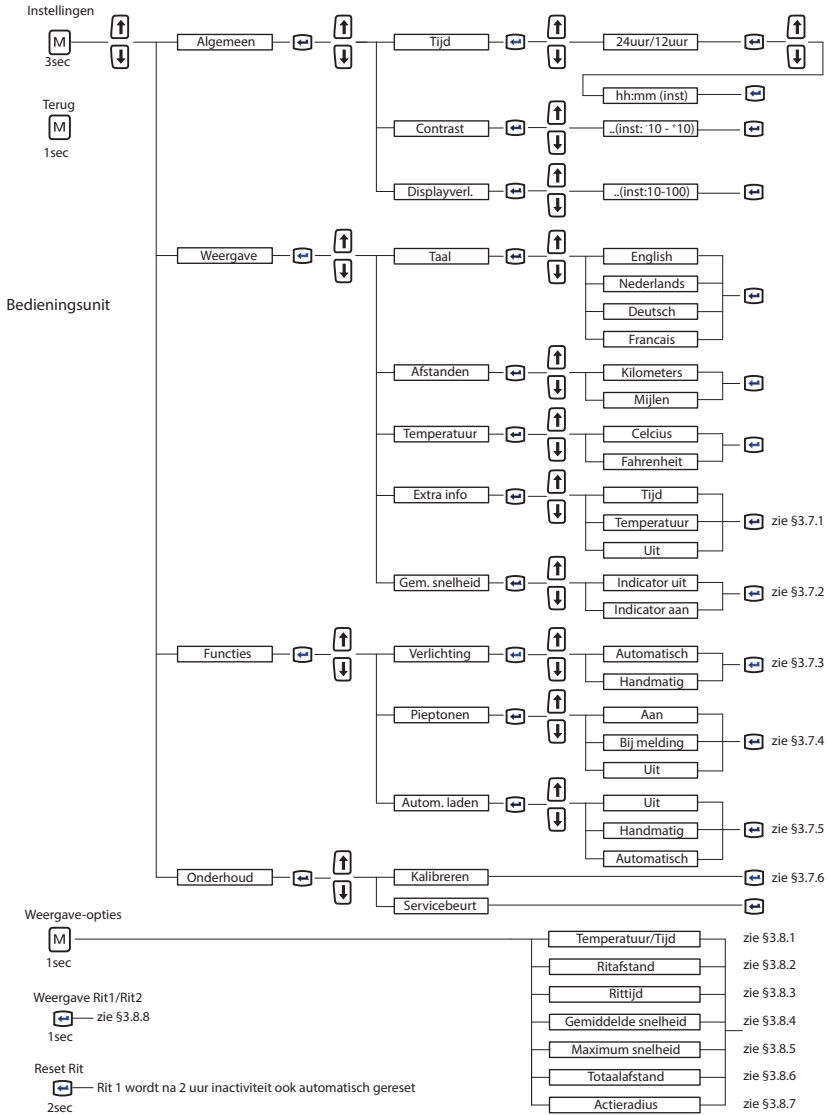 Instellingen
M
3sec
Algemeen
Tijd
24uur/12uur
hh:mm (inst)
Terug
M
1sec
Contrast
..(inst: ⁻10 - ⁺10)
Displayverl.
..(inst:10-100)
Bedieningsunit
Weergave
Taal
English
Nederlands
Deutsch
Francais
Afstanden
Kilometers
Mijlen
Temperatuur
Celcius
Fahrenheit
Extra info
Tijd
Temperatuur
Uit
zie §3.7.1
Gem. snelheid
Indicator uit
Indicator aan
zie §3.7.2
Functies
Verlichting
Automatisch
Handmatig
zie §3.7.3
Pieptonen
Aan
Bij melding
Uit
zie §3.7.4
Autom. laden
Uit
Handmatig
Automatisch
zie §3.7.5
Onderhoud
Kalibreren
zie §3.7.6
Servicebeurt
Weergave-opties
M
1sec
Temperatuur/Tijd zie §3.8.1
Ritafstand zie §3.8.2
Rittijd zie §3.8.3
Gemiddelde snelheid zie §3.8.4
Maximum snelheid zie §3.8.5
Totaalafstand zie §3.8.6
Actieradius zie §3.8.7
Weergave Rit1/Rit2
zie §3.8.8
1sec
Reset Rit
Rit 1 wordt na 2 uur inactiviteit ook automatisch gereset
2sec